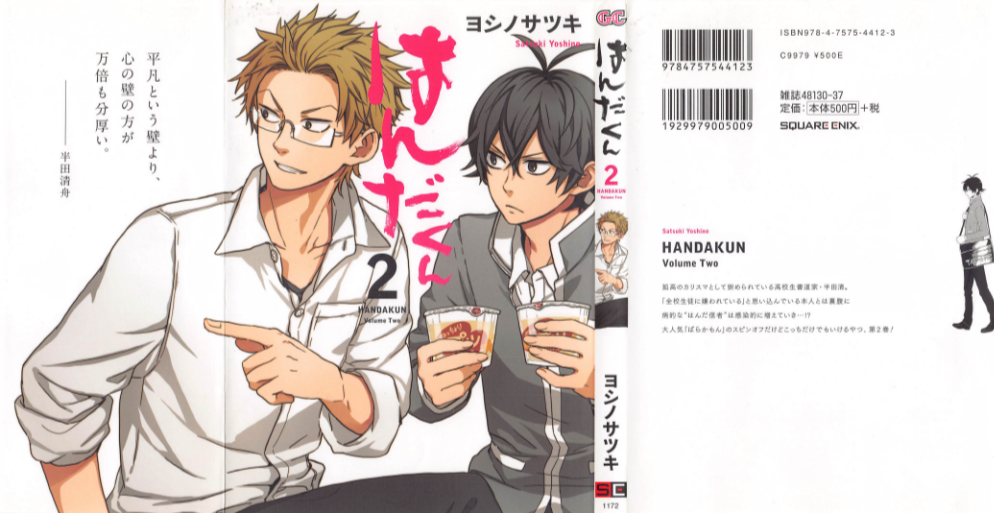 平凡という壁より、
心の壁の方が
万倍も分厚い。
半田清舟
ヨシノサツキ
Satsuki Yoshino
はんだくん
2
HANDAKUN
Volume Two
はんだくん
2
HANDAKUN
Volume Two
ヨシノサツキ
SE
1172
9784757544123
ISBN978-4-7575-4412-3
C9979 ¥500E
1929979005009
雑誌48130-37
定価:本体500円+税
SQUARE ENIX.
Satsuki Yoshino
HANDAKUN
Volume Two
孤高のカリスマとして崇められている高校生書道家・半田清。
「全校生徒に嫌われている」と思い込んでいる本人とは裏腹に
病的な"はんだ信者"は感染的に増えていき…!?
大人気「ばらかもん」のスピンオフだけどこっちだけでもいけるやつ、第2巻!